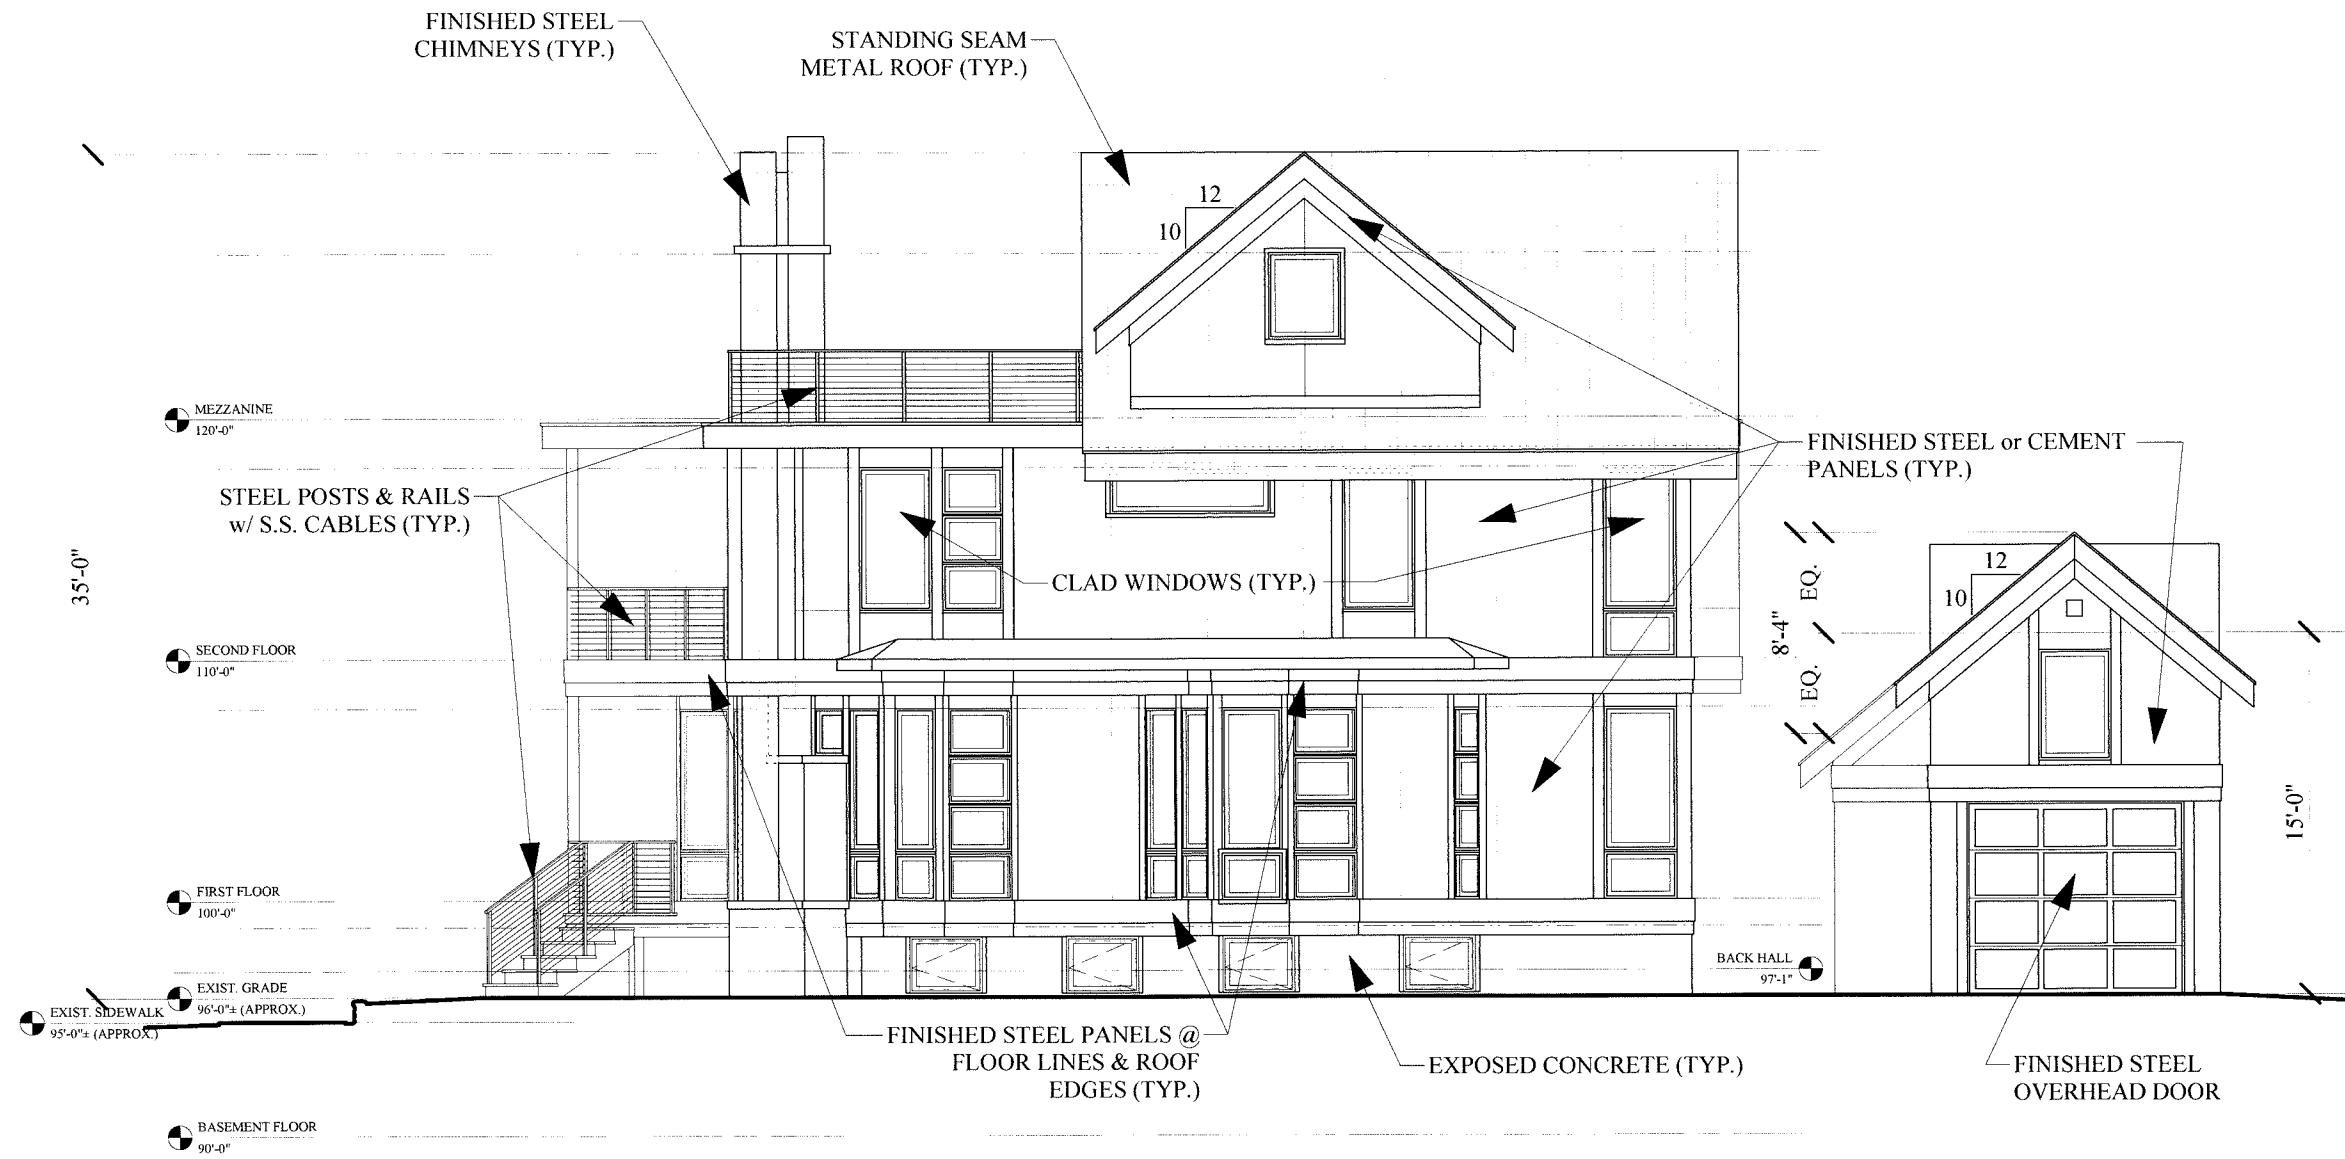 FINISHED STEEL
CHIMNEYS (TYP.)
STANDING SEAM
METAL ROOF (TYP.)
12
10
MEZZANINE
120'-0"
STEEL POSTS & RAILS
w/ S.S. CABLES (TYP.)
FINISHED STEEL or CEMENT
PANELS (TYP.)
35'-0"
CLAD WINDOWS (TYP.)
12
10
EQ.
8'-4"
EQ.
SECOND FLOOR
110'-0"
15'-0"
FIRST FLOOR
100'-0"
BACK HALL
97'-1"
EXIST. GRADE
96'-0"± (APPROX.)
EXIST. SIDEWALK
95'-0"± (APPROX.)
FINISHED STEEL PANELS @
FLOOR LINES & ROOF
EDGES (TYP.)
EXPOSED CONCRETE (TYP.)
FINISHED STEEL
OVERHEAD DOOR
BASEMENT FLOOR
90'-0"